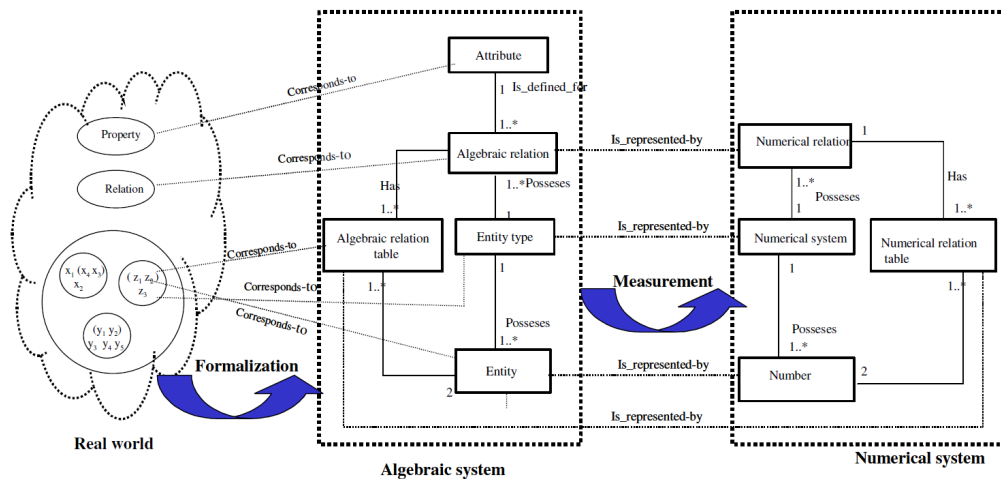 Attribute
Corresponds-to
1
Is_defined_for
Property
1..*
Is_represented-by
Numerical relation
1
Corresponds-to
Algebraic relation
Relation
Has
1..*
Posseses
1..*
Posseses
Has
1..*
1
1
1..*
Corresponds-to
Algebraic relation
table
Entity type
Is_represented-by
Numerical system
Numerical relation
table
x1 (x4 x3)
x2
( z1 z2 )
z3
1..*
1
1
1..*
Corresponds-to
Measurement
Corresponds-to
(y1 y2)
y3 y4 y5
Posseses
1..*
Posseses
1..*
Formalization
Entity
Is_represented-by
Number
2
2
Is_represented-by
Real world
Algebraic system
Numerical system